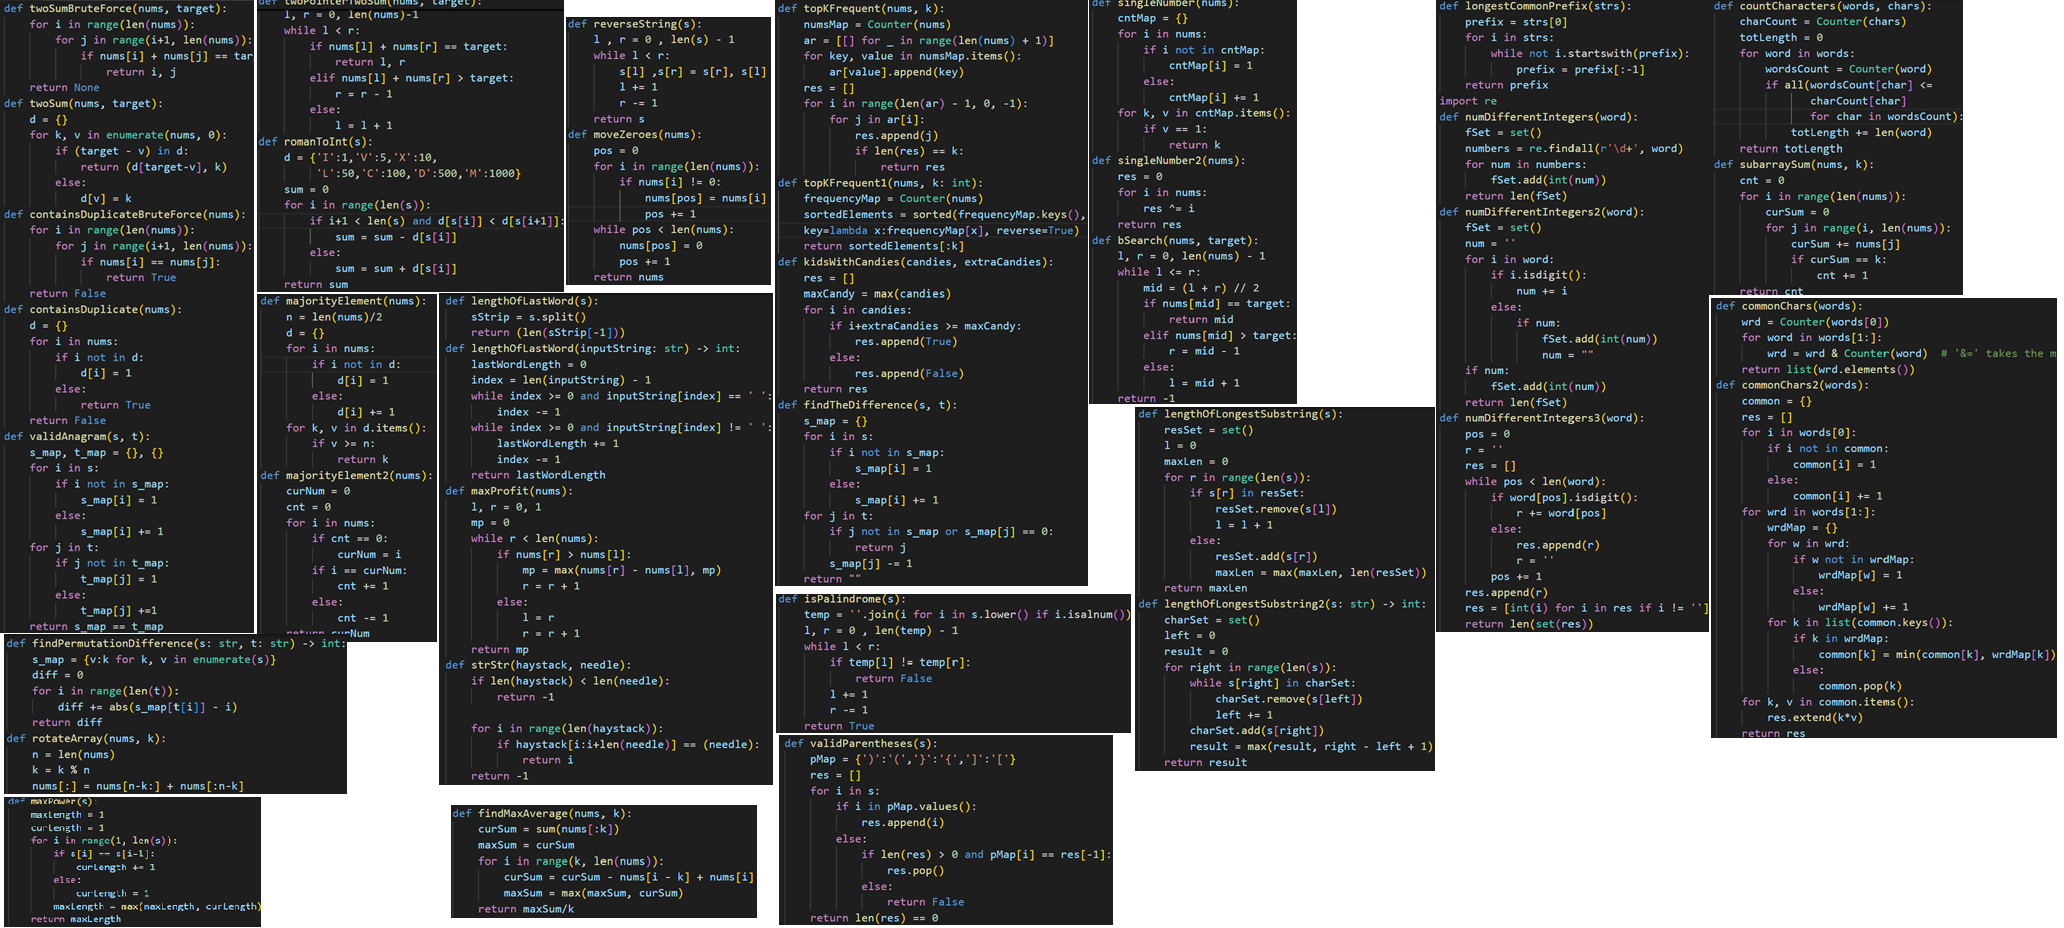 def twoSumBruteForce(nums, target):
    for i in range(len(nums)):
        for j in range(i+1, len(nums)):
            if nums[i] + nums[j] == tar
                return i, j
    return None
def twoSum(nums, target):
    d = {}
    for k, v in enumerate(nums, 0):
        if (target - v) in d:
            return (d[target-v], k)
        else:
            d[v] = k
def containsDuplicateBruteForce(nums):
    for i in range(len(nums)):
        for j in range(i+1, len(nums)):
            if nums[i] == nums[j]:
                return True
    return False
def containsDuplicate(nums):
    d = {}
    for i in nums:
        if i not in d:
            d[i] = 1
        else:
            return True
    return False
def validAnagram(s, t):
    s_map, t_map = {}, {}
    for i in s:
        if i not in s_map:
            s_map[i] = 1
        else:
            s_map[i] += 1
    for j in t:
        if j not in t_map:
            t_map[j] = 1
        else:
            t_map[j] +=1
    return s_map == t_map
def findPermutationDifference(s: str, t: str) -> int:
    s_map = {v:k for k, v in enumerate(s)}
    diff = 0
    for i in range(len(t)):
        diff += abs(s_map[t[i]] - i)
    return diff
def rotateArray(nums, k):
    n = len(nums)
    k = k % n
    nums[:] = nums[n-k:] + nums[:n-k]
def maxPower(s):
    maxLength = 1
    curLength = 1
    for i in range(1, len(s)):
        if s[i] == s[i-1]:
            curLength += 1
        else:
            curLength = 1
        maxLength = max(maxLength, curLength)
    return maxLength
def twoPointerTwoSum(nums, target):
    l, r = 0, len(nums)-1
    while l < r:
        if nums[l] + nums[r] == target:
            return l, r
        elif nums[l] + nums[r] > target:
            r = r - 1
        else:
            l = l + 1
def romanToInt(s):
    d = {'I':1,'V':5,'X':10,
         'L':50,'C':100,'D':500,'M':1000}
    sum = 0
    for i in range(len(s)):
        if i+1 < len(s) and d[s[i]] < d[s[i+1]]:
            sum = sum - d[s[i]]
        else:
            sum = sum + d[s[i]]
    return sum
def majorityElement(nums):
    n = len(nums)/2
    d = {}
    for i in nums:
        if i not in d:
            d[i] = 1
        else:
            d[i] += 1
    for k, v in d.items():
        if v >= n:
            return k
def majorityElement2(nums):
    curNum = 0
    cnt = 0
    for i in nums:
        if cnt == 0:
            curNum = i
        if i == curNum:
            cnt += 1
        else:
            cnt -= 1
    return curNum
def reverseString(s):
    l , r = 0 , len(s) - 1
    while l < r:
        s[l] ,s[r] = s[r], s[l]
        l += 1
        r -= 1
    return s
def moveZeroes(nums):
    pos = 0
    for i in range(len(nums)):
        if nums[i] != 0:
            nums[pos] = nums[i]
            pos += 1
    while pos < len(nums):
        nums[pos] = 0
        pos += 1
    return nums
def lengthOfLastWord(s):
    sStrip = s.split()
    return (len(sStrip[-1]))
def lengthOfLastWord(inputString: str) -> int:
    lastWordLength = 0
    index = len(inputString) - 1
    while index >= 0 and inputString[index] == ' ':
        index -= 1
    while index >= 0 and inputString[index] != ' ':
        lastWordLength += 1
        index -= 1
    return lastWordLength
def maxProfit(nums):
    l, r = 0, 1
    mp = 0
    while r < len(nums):
        if nums[r] > nums[l]:
            mp = max(nums[r] - nums[l], mp)
            r = r + 1
        else:
            l = r
            r = r + 1
    return mp
def strStr(haystack, needle):
    if len(haystack) < len(needle):
        return -1
    for i in range(len(haystack)):
        if haystack[i:i+len(needle)] == (needle):
            return i
    return -1
def findMaxAverage(nums, k):
    curSum = sum(nums[:k])
    maxSum = curSum
    for i in range(k, len(nums)):
        curSum = curSum - nums[i - k] + nums[i]
        maxSum = max(maxSum, curSum)
    return maxSum/k
def topKFrequent(nums, k):
    numsMap = Counter(nums)
    ar = [[] for _ in range(len(nums) + 1)]
    for key, value in numsMap.items():
        ar[value].append(key)
    res = []
    for i in range(len(ar) - 1, 0, -1):
        for j in ar[i]:
            res.append(j)
            if len(res) == k:
                return res
def topKFrequent1(nums, k: int):
    frequencyMap = Counter(nums)
    sortedElements = sorted(frequencyMap.keys(),
    key=lambda x:frequencyMap[x], reverse=True)
    return sortedElements[:k]
def kidsWithCandies(candies, extraCandies):
    res = []
    maxCandy = max(candies)
    for i in candies:
        if i+extraCandies >= maxCandy:
            res.append(True)
        else:
            res.append(False)
    return res
def findTheDifference(s, t):
    s_map = {}
    for i in s:
        if i not in s_map:
            s_map[i] = 1
        else:
            s_map[i] += 1
    for j in t:
        if j not in s_map or s_map[j] == 0:
            return j
        s_map[j] -= 1
    return ""
def isPalindrome(s):
    temp = ''.join(i for i in s.lower() if i.isalnum())
    l, r = 0 , len(temp) - 1
    while l < r:
        if temp[l] != temp[r]:
            return False
        l += 1
        r -= 1
    return True
def validParentheses(s):
    pMap = {')':'(','}':'{',']':'['}
    res = []
    for i in s:
        if i in pMap.values():
            res.append(i)
        else:
            if len(res) > 0 and pMap[i] == res[-1]:
                res.pop()
            else:
                return False
    return len(res) == 0
def singleNumber(nums):
    cntMap = {}
    for i in nums:
        if i not in cntMap:
            cntMap[i] = 1
        else:
            cntMap[i] += 1
    for k, v in cntMap.items():
        if v == 1:
            return k
def singleNumber2(nums):
    res = 0
    for i in nums:
        res ^= i
    return res
def bSearch(nums, target):
    l, r = 0, len(nums) - 1
    while l <= r:
        mid = (l + r) // 2
        if nums[mid] == target:
            return mid
        elif nums[mid] > target:
            r = mid - 1
        else:
            l = mid + 1
    return -1
def lengthOfLongestSubstring(s):
    resSet = set()
    l = 0
    maxLen = 0
    for r in range(len(s)):
        if s[r] in resSet:
            resSet.remove(s[l])
            l = l + 1
        else:
            resSet.add(s[r])
            maxLen = max(maxLen, len(resSet))
    return maxLen
def lengthOfLongestSubstring2(s: str) -> int:
    charSet = set()
    left = 0
    result = 0
    for right in range(len(s)):
        while s[right] in charSet:
            charSet.remove(s[left])
            left += 1
        charSet.add(s[right])
        result = max(result, right - left + 1)
    return result
def longestCommonPrefix(strs):
    prefix = strs[0]
    for i in strs:
        while not i.startswith(prefix):
            prefix = prefix[:-1]
    return prefix
import re
def numDifferentIntegers(word):
    fSet = set()
    numbers = re.findall(r'\d+', word)
    for num in numbers:
        fSet.add(int(num))
    return len(fSet)
def numDifferentIntegers2(word):
    fSet = set()
    num = ''
    for i in word:
        if i.isdigit():
            num += i
        else:
            if num:
                fSet.add(int(num))
                num = ""
    if num:
        fSet.add(int(num))
    return len(fSet)
def numDifferentIntegers3(word):
    pos = 0
    r = ''
    res = []
    while pos < len(word):
        if word[pos].isdigit():
            r += word[pos]
        else:
            res.append(r)
            r = ''
        pos += 1
    res.append(r)
    res = [int(i) for i in res if i != '']
    return len(set(res))
def countCharacters(words, chars):
    charCount = Counter(chars)
    totLength = 0
    for word in words:
        wordsCount = Counter(word)
        if all(wordsCount[char] <=
               charCount[char]
               for char in wordsCount):
            totLength += len(word)
    return totLength
def subarraySum(nums, k):
    cnt = 0
    for i in range(len(nums)):
        curSum = 0
        for j in range(i, len(nums)):
            curSum += nums[j]
            if curSum == k:
                cnt += 1
    return cnt
def commonChars(words):
    wrd = Counter(words[0])
    for word in words[1:]:
        wrd = wrd & Counter(word)  # '&=' takes the m
    return list(wrd.elements())
def commonChars2(words):
    common = {}
    res = []
    for i in words[0]:
        if i not in common:
            common[i] = 1
        else:
            common[i] += 1
    for wrd in words[1:]:
        wrdMap = {}
        for w in wrd:
            if w not in wrdMap:
                wrdMap[w] = 1
            else:
                wrdMap[w] += 1
        for k in list(common.keys()):
            if k in wrdMap:
                common[k] = min(common[k], wrdMap[k])
            else:
                common.pop(k)
    for k, v in common.items():
        res.extend(k*v)
    return res